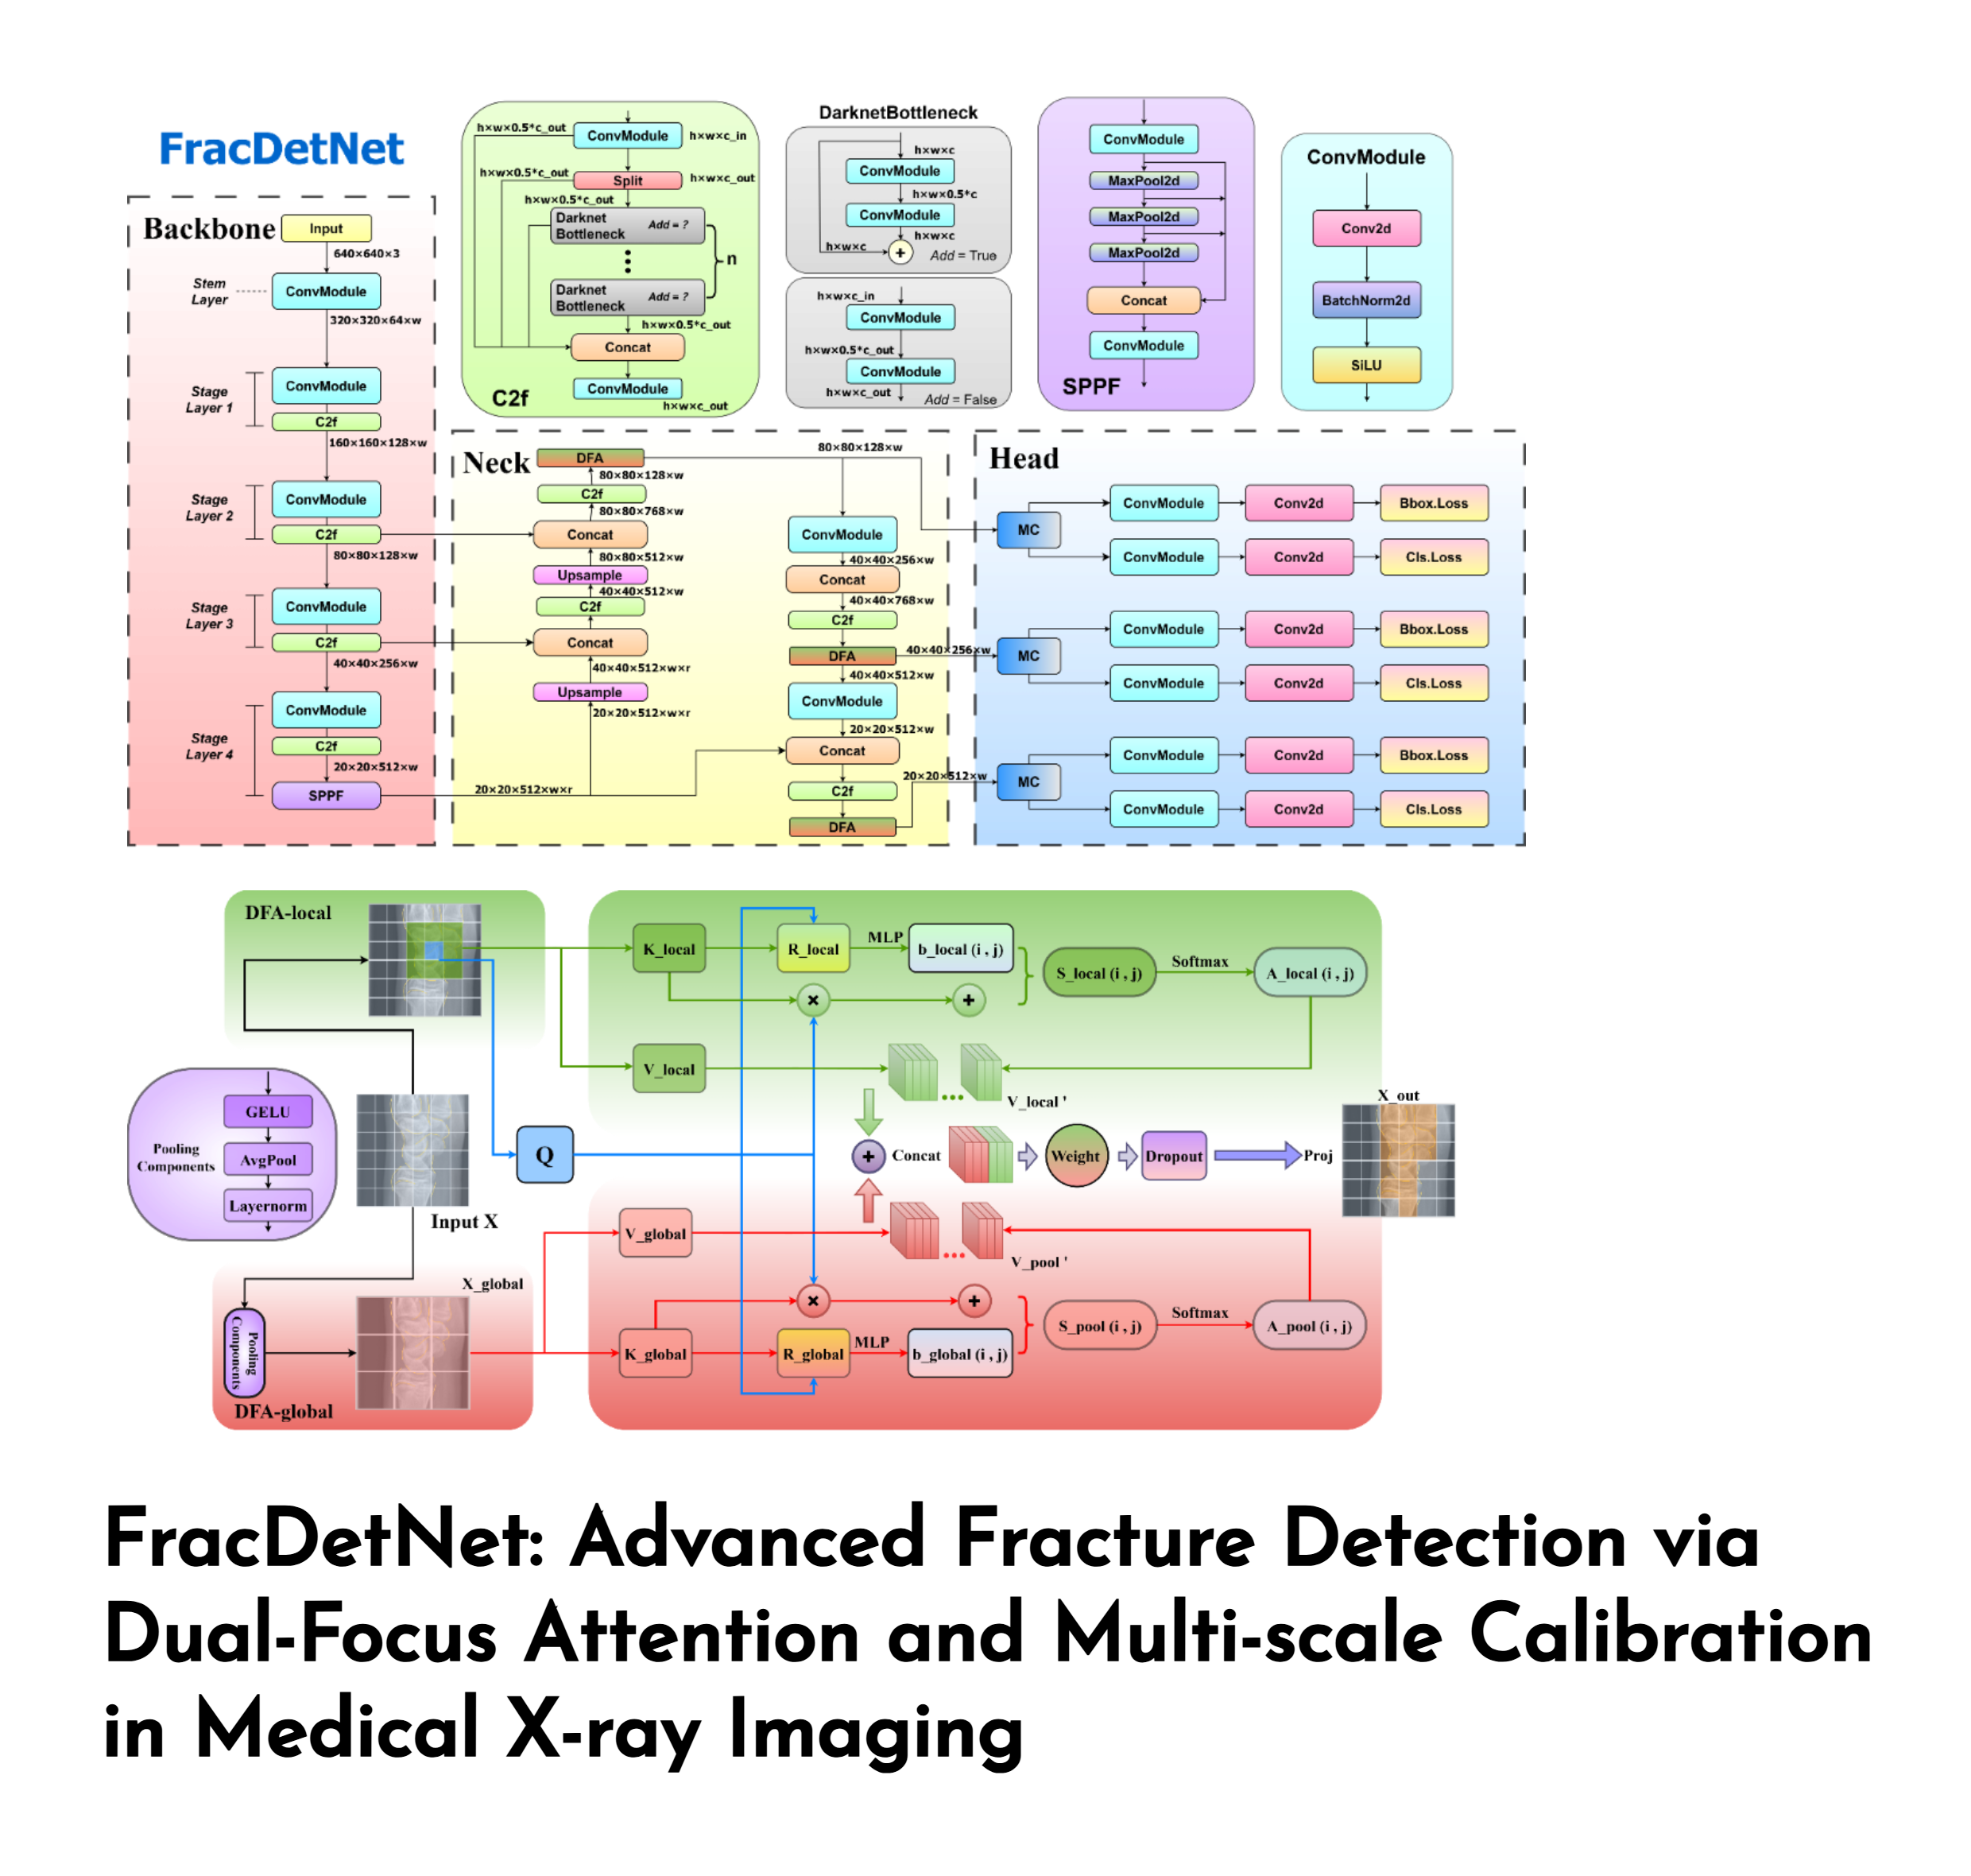 FracDetNet
Backbone
Input
640×640×3
Stem
Layer
ConvModule
320×320×64×w
Stage
Layer 1
ConvModule
C2f
160×160×128×w
Stage
Layer 2
ConvModule
C2f
80×80×128×w
Stage
Layer 3
ConvModule
C2f
40×40×256×w
Stage
Layer 4
ConvModule
C2f
20×20×512×w
SPPF
h×w×0.5*c_out
ConvModule
h×w×c_in
h×w×0.5*c_out
Split
h×w×c_out
h×w×0.5*c_out
Darknet
Bottleneck
Add = ?
n
Darknet
Bottleneck
Add = ?
h×w×0.5*c_out
Concat
ConvModule
C2f
h×w×c_out
DarknetBottleneck
h×w×c
ConvModule
h×w×0.5*c
ConvModule
h×w×c
h×w×c
+
Add = True
h×w×c_in
ConvModule
h×w×0.5*c_out
ConvModule
h×w×c_out
Add = False
ConvModule
MaxPool2d
MaxPool2d
MaxPool2d
Concat
ConvModule
SPPF
ConvModule
Conv2d
BatchNorm2d
SiLU
Neck
DFA
80×80×128×w
C2f
80×80×768×w
Concat
80×80×512×w
Upsample
40×40×512×w
C2f
Concat
40×40×512×w×r
Upsample
20×20×512×w×r
20×20×512×w×r
80×80×128×w
ConvModule
40×40×256×w
Concat
40×40×768×w
C2f
DFA
40×40×256×w
40×40×512×w
ConvModule
20×20×512×w
Concat
20×20×512×w
C2f
DFA
Head
MC
ConvModule
Conv2d
Bbox.Loss
ConvModule
Conv2d
Cls.Loss
MC
ConvModule
Conv2d
Bbox.Loss
ConvModule
Conv2d
Cls.Loss
MC
ConvModule
Conv2d
Bbox.Loss
ConvModule
Conv2d
Cls.Loss
DFA-local
K_local
R_local
MLP
b_local (i , j)
S_local (i , j)
Softmax
A_local (i , j)
×
+
V_local
V_local '
GELU
Pooling
Components
AvgPool
Layernorm
Input X
Q
+
Concat
Weight
Dropout
Proj
X_out
V_global
V_pool '
X_global
×
+
Pooling
Components
DFA-global
K_global
R_global
MLP
b_global (i , j)
S_pool (i , j)
Softmax
A_pool (i , j)
FracDetNet: Advanced Fracture Detection via
Dual-Focus Attention and Multi-scale Calibration
in Medical X-ray Imaging